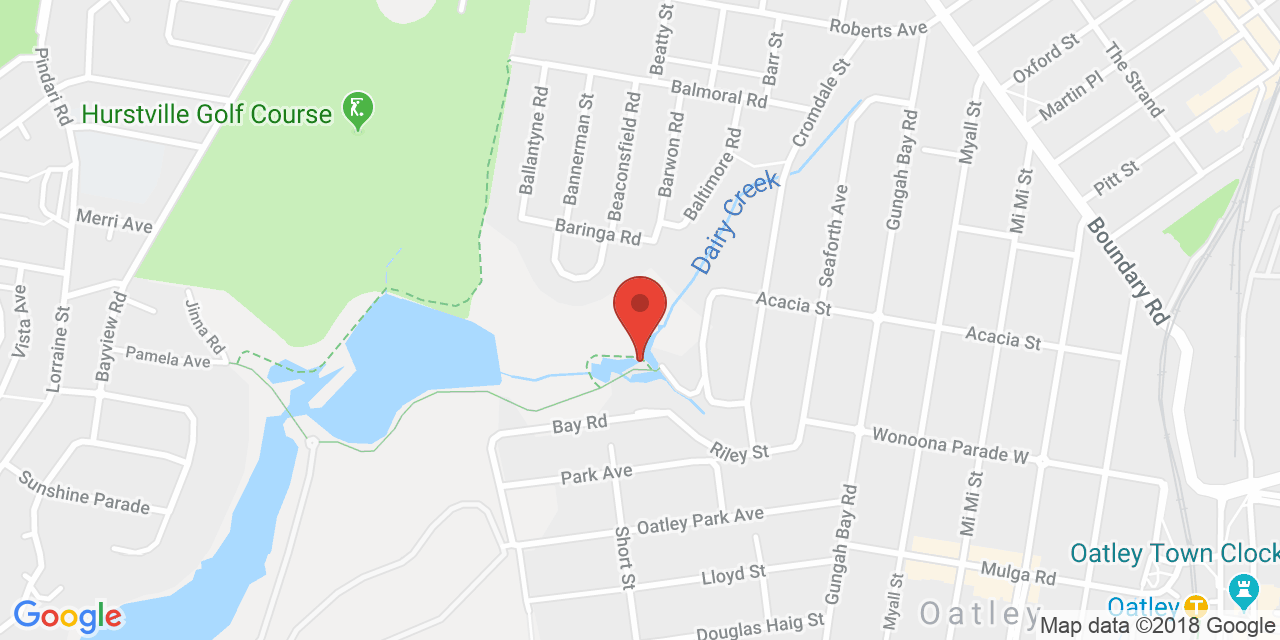 Beatty St
Roberts Ave
Barr St
Oxford St
The Strand
Pindari Rd
Hurstville Golf Course
Balmoral Rd
Cromdale St
Martin Pl
Ballantyne Rd
Bannerman St
Beaconsfield Rd
Barwon Rd
Baltimore Rd
Myall St
Gungah Bay Rd
Pitt St
Mi Mi St
Merri Ave
Baringa Rd
Dairy Creek
Seaforth Ave
Boundary Rd
Vista Ave
Lorraine St
Bayview Rd
Jinna Rd
Pamela Ave
Acacia St
Acacia St
Bay Rd
Riley St
Wonoona Parade W
Sunshine Parade
Park Ave
Gungah Bay Rd
Mi Mi St
Oatley Park Ave
Short St
Lloyd St
Myall St
Mulga Rd
Oatley Town Clock
Oatley
Oatley
Douglas Haig St
Google
Map data ©2018 Google